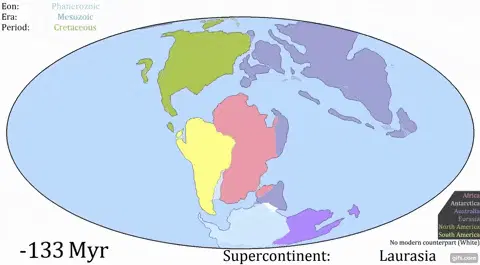 Eon: Phanerozoic
Era: Mesozoic
Period: Cretaceous
Africa
Antarctica
Australia
Eurasia
North America
South America
No modern counterpart (White)
-133 Myr
Supercontinent: Laurasia
gifs.com